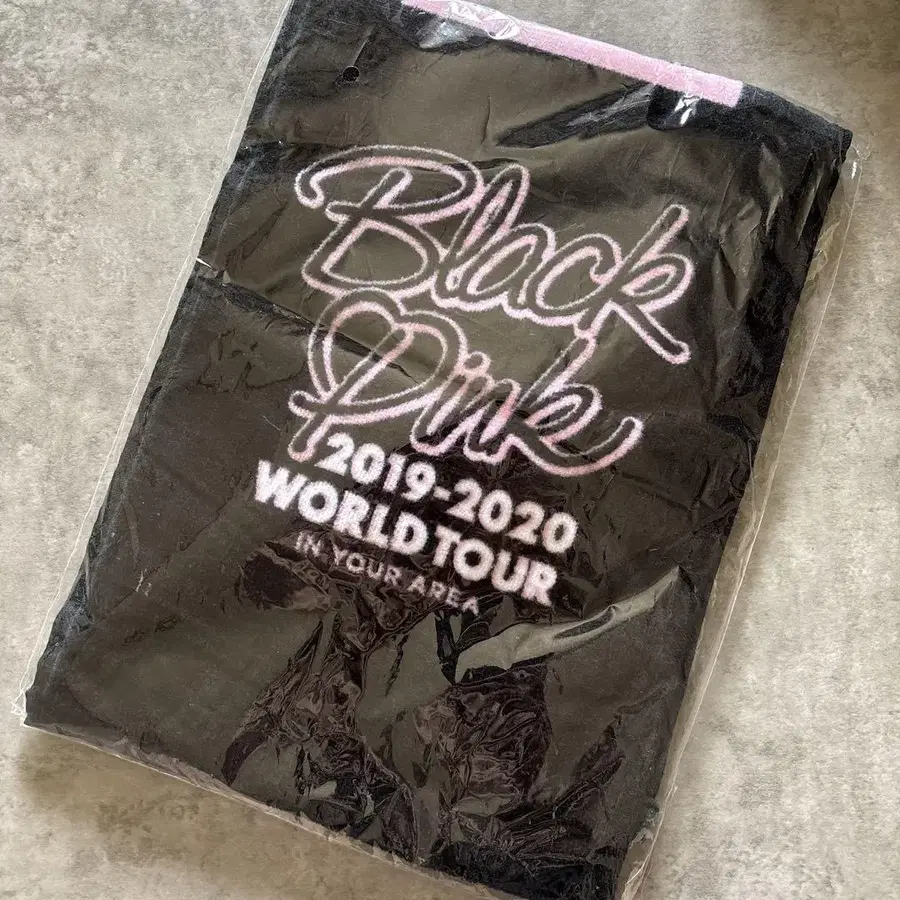 Black
Pink
2019-2020
WORLD TOUR
IN YOUR AREA